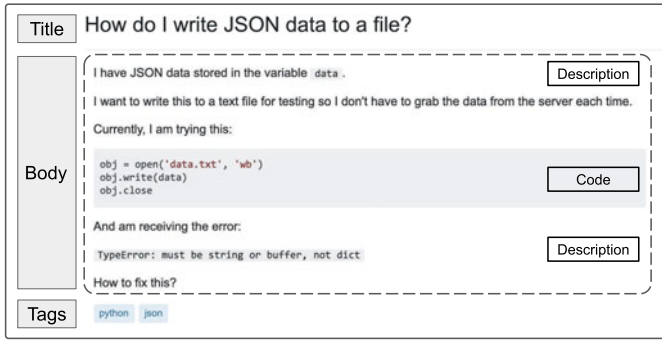 Title
How do I write JSON data to a file?
Body
I have JSON data stored in the variable data.
Description
I want to write this to a text file for testing so I don't have to grab the data from the server each time.
Currently, I am trying this:
obj = open('data.txt', 'wb')
obj.write(data)
obj.close
Code
And am receiving the error:
TypeError: must be string or buffer, not dict
Description
How to fix this?
Tags
python json